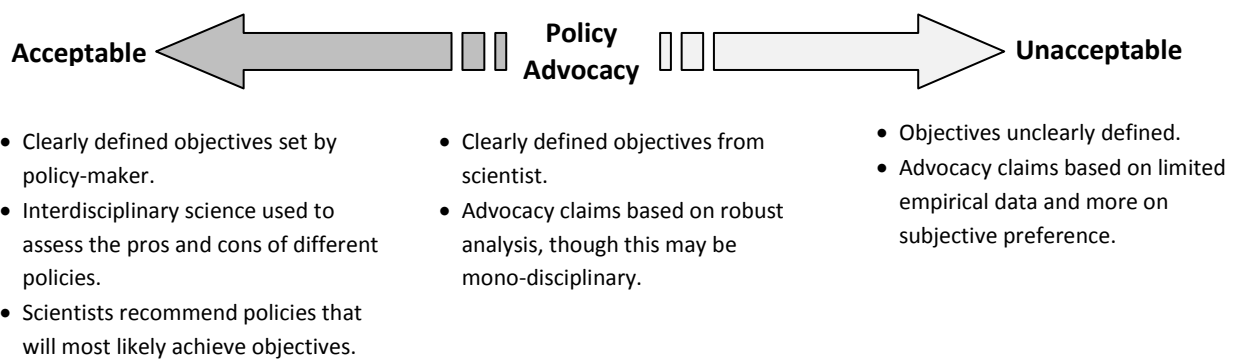 Acceptable
Policy
Advocacy
Unacceptable
• Clearly defined objectives set by
policy-maker.
• Interdisciplinary science used to
assess the pros and cons of different
policies.
• Scientists recommend policies that
will most likely achieve objectives.
• Clearly defined objectives from
scientist.
• Advocacy claims based on robust
analysis, though this may be
mono-disciplinary.
• Objectives unclearly defined.
• Advocacy claims based on limited
empirical data and more on
subjective preference.